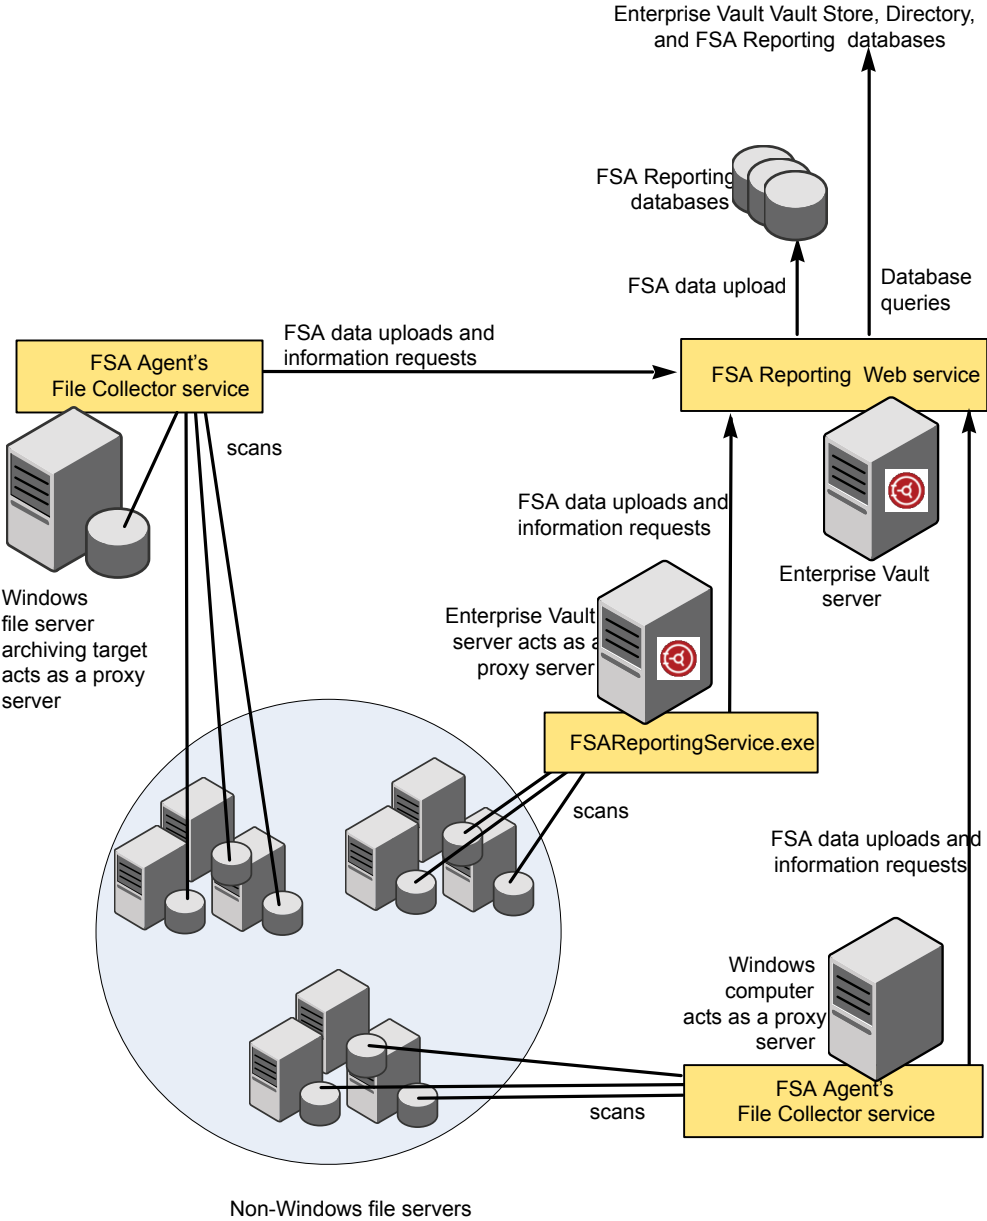 Enterprise Vault Vault Store, Directory,
and FSA Reporting databases
FSA Reporting
databases
FSA data upload
Database
queries
FSA data uploads and
information requests
FSA Agent's
File Collector service
FSA Reporting Web service
scans
FSA data uploads and
information requests
Enterprise Vault
server
Windows
file server
archiving target
acts as a proxy
server
Enterprise Vault
server acts as a
proxy server
FSAReportingService.exe
scans
FSA data uploads and
information requests
Windows
computer
acts as a proxy
server
FSA Agent's
File Collector service
scans
Non-Windows file servers